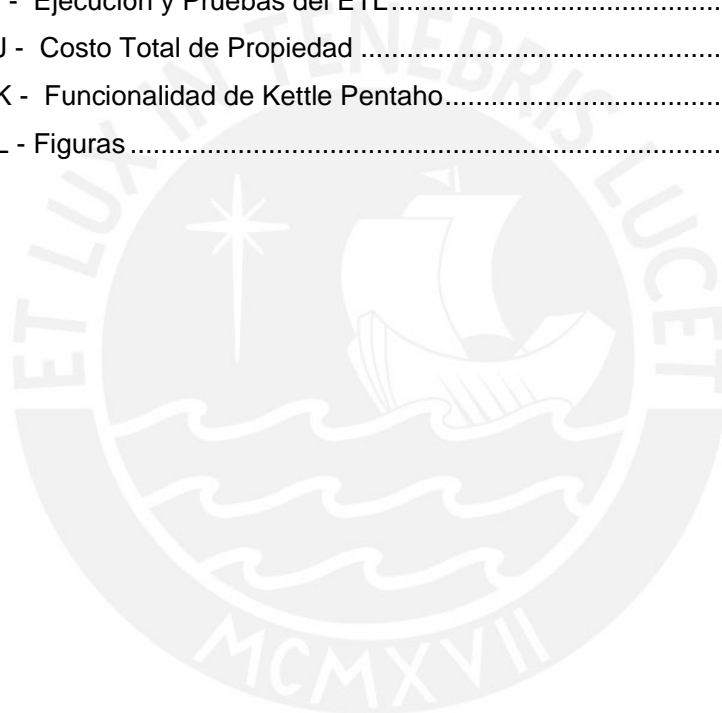 - Ejecución y Pruebas del ETL............................................
J - Costo Total de Propiedad ................................................
K - Funcionalidad de Kettle Pentaho.................................
L - Figuras ...............................................................................
ET LUX IN TENEBRIS LUCET
MCMXVII